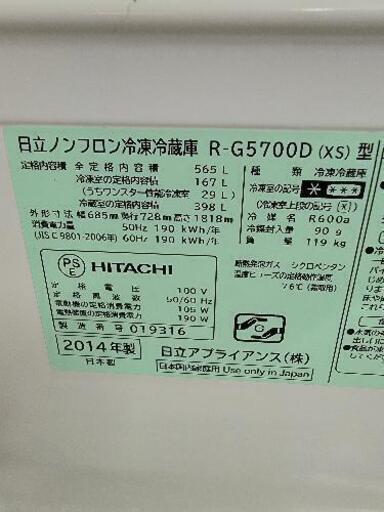 日立ノンフロン冷凍冷蔵庫 R-G5700D (XS) 型
定格内容積 全定格内容積 565 L
冷凍室の定格内容積 167 L
(うちワンスター性能冷凍室 29 L)
冷蔵室の定格内容積 398 L
外形寸法 幅685㎜ 奥行728㎜ 高さ1818㎜
消費電力量 50Hz 190 kWh/年
(JIS C 9801-2006年) 60Hz 190 kWh/年
種類 冷凍冷蔵庫
冷凍室の記号 * ***
(冷凍室上段の記号 [*])
冷媒 R600a
冷媒封入量 90 g
質量 119 kg
PS
E
HITACHI
定格電圧 100 V
定格周波数 50/60 Hz
電動機の定格消費電力 105 W
電熱装置の定格消費電力 190 W
製造番号 019316
断熱発泡ガス シクロペンタン
温度ヒューズの定格動作温度
76℃ (霜取用)
2014年製
日本製
日立アプライアンス(株)
日本国内家庭用 Use only in Japan